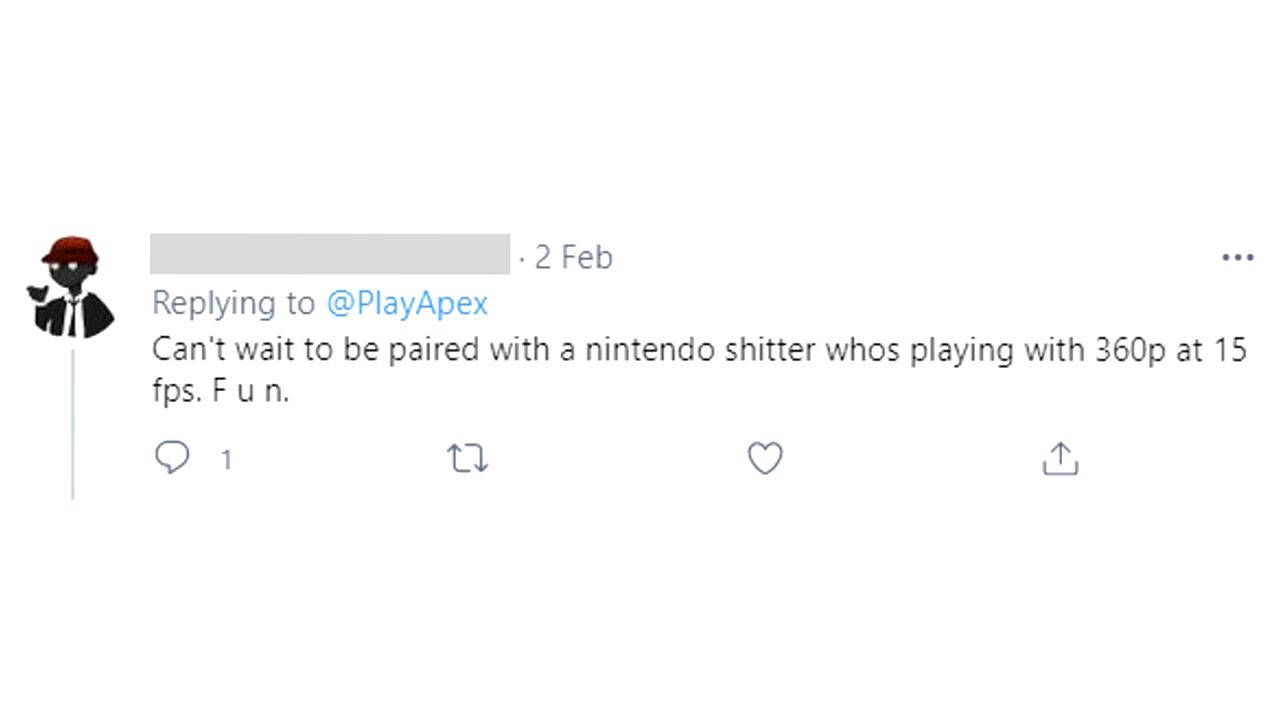 · 2 Feb
Replying to @PlayApex
Can't wait to be paired with a nintendo shitter whos playing with 360p at 15
fps. F u n.
1